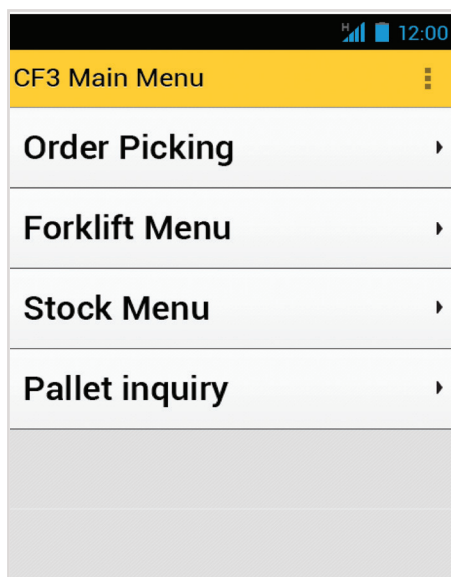 H 12:00
CF3 Main Menu
Order Picking
Forklift Menu
Stock Menu
Pallet inquiry